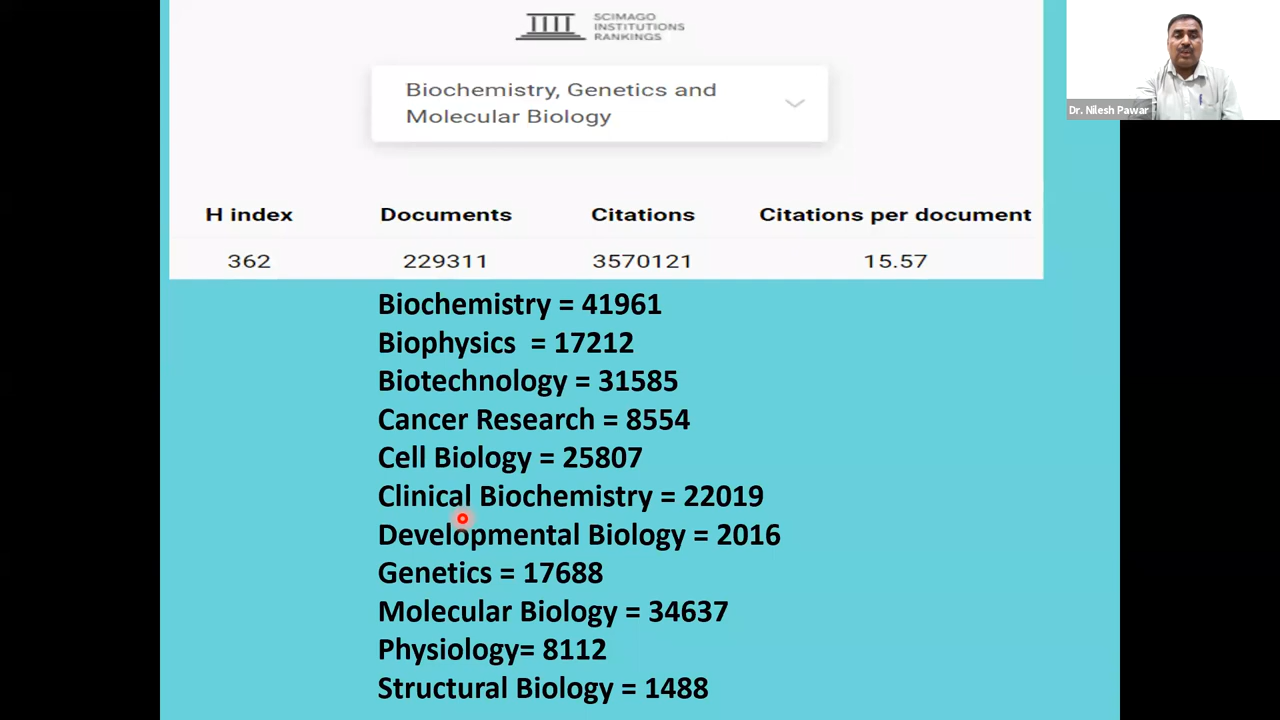 SCIMAGO
INSTITUTIONS
RANKINGS
Biochemistry, Genetics and
Molecular Biology
H index Documents Citations Citations per document
362 229311 3570121 15.57
Biochemistry = 41961
Biophysics = 17212
Biotechnology = 31585
Cancer Research = 8554
Cell Biology = 25807
Clinical Biochemistry = 22019
Developmental Biology = 2016
Genetics = 17688
Molecular Biology = 34637
Physiology= 8112
Structural Biology = 1488
Dr. Nilesh Pawar